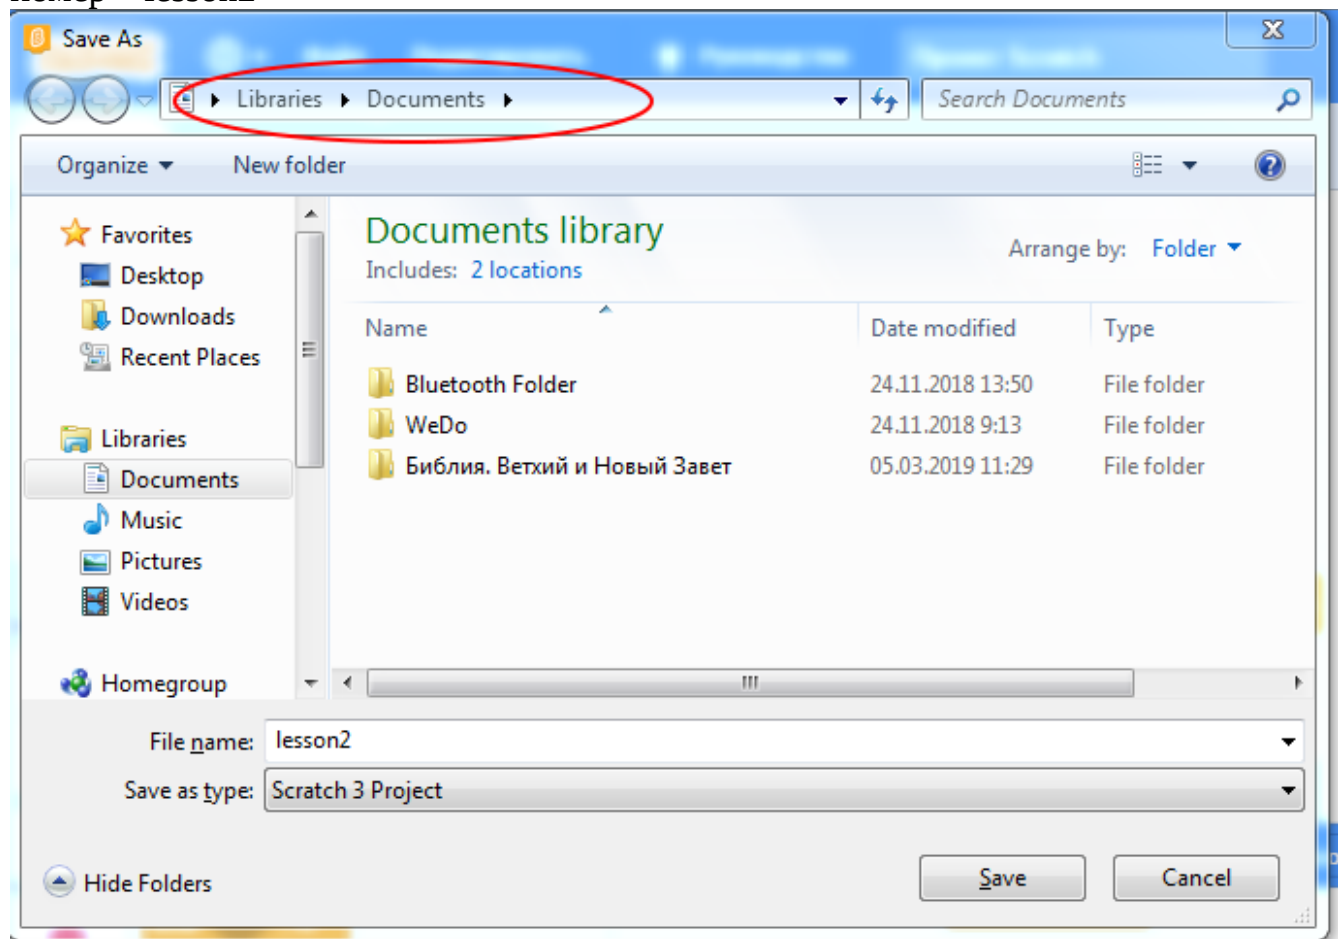 Save As
Libraries ▸ Documents ▸
Search Documents
Organize
New folder
Favorites
Desktop
Downloads
Recent Places
Libraries
Documents
Music
Pictures
Videos
Homegroup
Documents library
Includes: 2 locations
Arrange by: Folder
Name Date modified Type
Bluetooth Folder 24.11.2018 13:50 File folder
WeDo 24.11.2018 9:13 File folder
Библия. Ветхий и Новый Завет 05.03.2019 11:29 File folder
File name: lesson2
Save as type: Scratch 3 Project
Hide Folders
Save Cancel